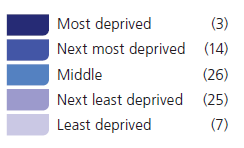 Most deprived (3)
Next most deprived (14)
Middle (26)
Next least deprived (25)
Least deprived (7)